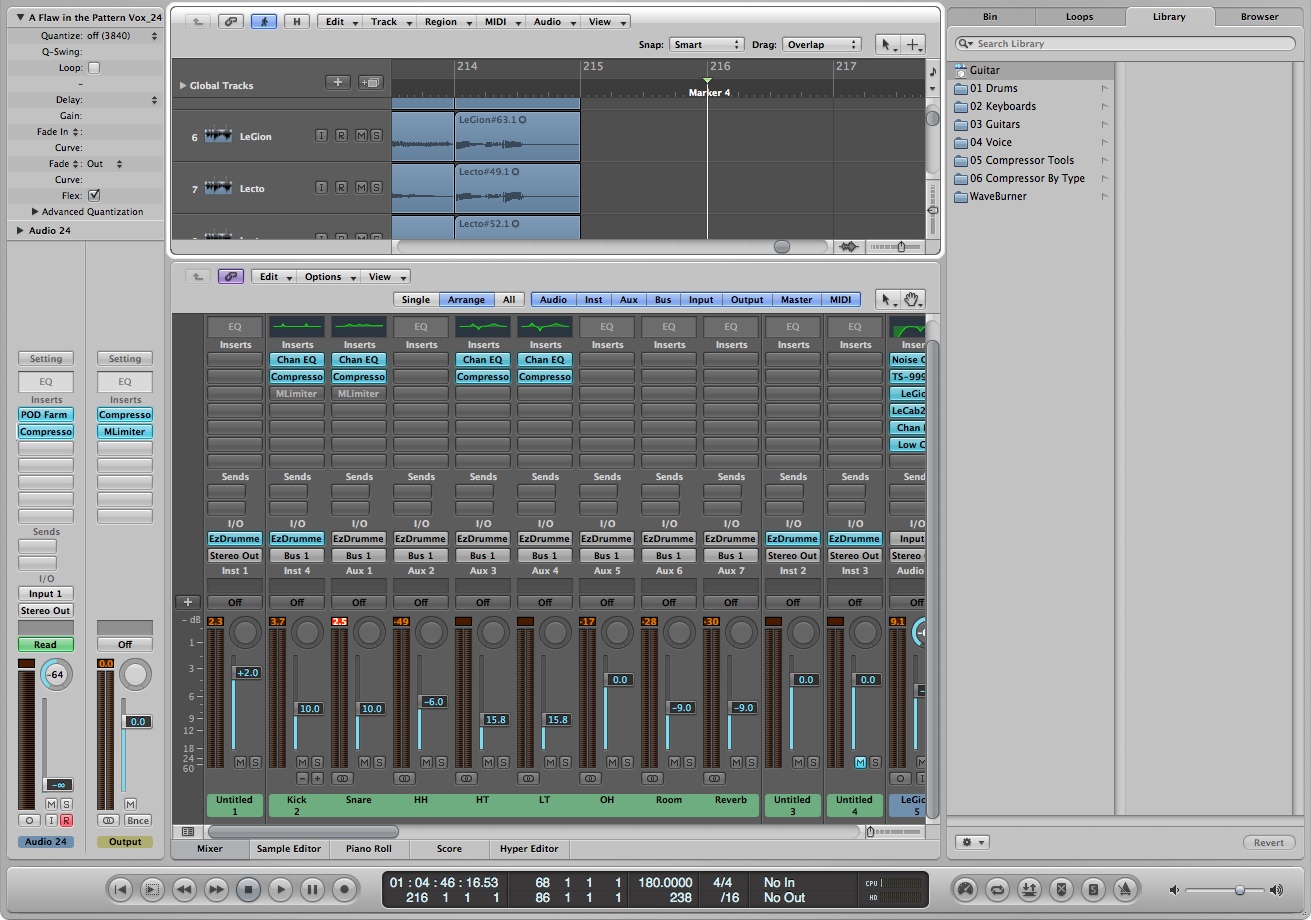 A Flaw in the Pattern Vox_24
Quantize: off (3840)
Q-Swing:
Loop:
Delay:
Gain:
Fade In :
Curve:
Fade : Out
Curve:
Flex:
Advanced Quantization
Audio 24
Setting Setting
EQ EQ
Inserts Inserts
POD Farm Compresso
Compresso MLimiter
Sends
I/O
Input 1
Stereo Out
Read Off
-64 0.0
0.0
-∞
M S M
O I R Bnce
Audio 24 Output
H Edit Track Region MIDI Audio View
Snap: Smart Drag: Overlap
Global Tracks
214 215 216 217
Marker 4
6 LeGion I R M S
LeGion#63.1
7 Lecto I R M S
Lecto#49.1
Lecto#52.1
Edit Options View
Single Arrange All Audio Inst Aux Bus Input Output Master MIDI
EQ EQ EQ EQ EQ EQ EQ
Inserts Inserts Inserts Inserts Inserts Inserts Inserts Inserts Inserts Inserts Inserts Inser
Chan EQ Chan EQ Chan EQ Chan EQ Noise C
Compresso Compresso Compresso Compresso TS-999
MLimiter MLimiter LeGio
LeCab2
Chan
Low C
Sends Sends Sends Sends Sends Sends Sends Sends Sends Sends Sends Send
I/O I/O I/O I/O I/O I/O I/O I/O I/O I/O I/O I/O
EzDrumme EzDrumme EzDrumme EzDrumme EzDrumme EzDrumme EzDrumme EzDrumme EzDrumme EzDrumme EzDrumme Input
Stereo Out Bus 1 Bus 1 Bus 1 Bus 1 Bus 1 Bus 1 Bus 1 Bus 1 Stereo Out Stereo Out Stereo
Inst 1 Inst 4 Aux 1 Aux 2 Aux 3 Aux 4 Aux 5 Aux 6 Aux 7 Inst 2 Inst 3 Audio
Off Off Off Off Off Off Off Off Off Off Off Off
dB 2.3 3.7 2.5 -49 -17 -28 -30 9.1
1
3
6
9
12
18
24
60
+2.0 10.0 10.0 -6.0 15.8 15.8 0.0 -9.0 -9.0 0.0 0.0
M S M S M S M S M S M S M S M S M S M S M S M
Untitled 1
Kick 2
Snare
HH
HT
LT
OH
Room
Reverb
Untitled 3
Untitled 4
LeGio 5
Mixer Sample Editor Piano Roll Score Hyper Editor
Bin Loops Library Browser
Search Library
Guitar
01 Drums
02 Keyboards
03 Guitars
04 Voice
05 Compressor Tools
06 Compressor By Type
WaveBurner
Revert
01 : 04 : 46 : 16.53 68 1 1 1 180.0000 4/4 No In CPU
216 1 1 1 86 1 1 1 238 /16 No Out HD